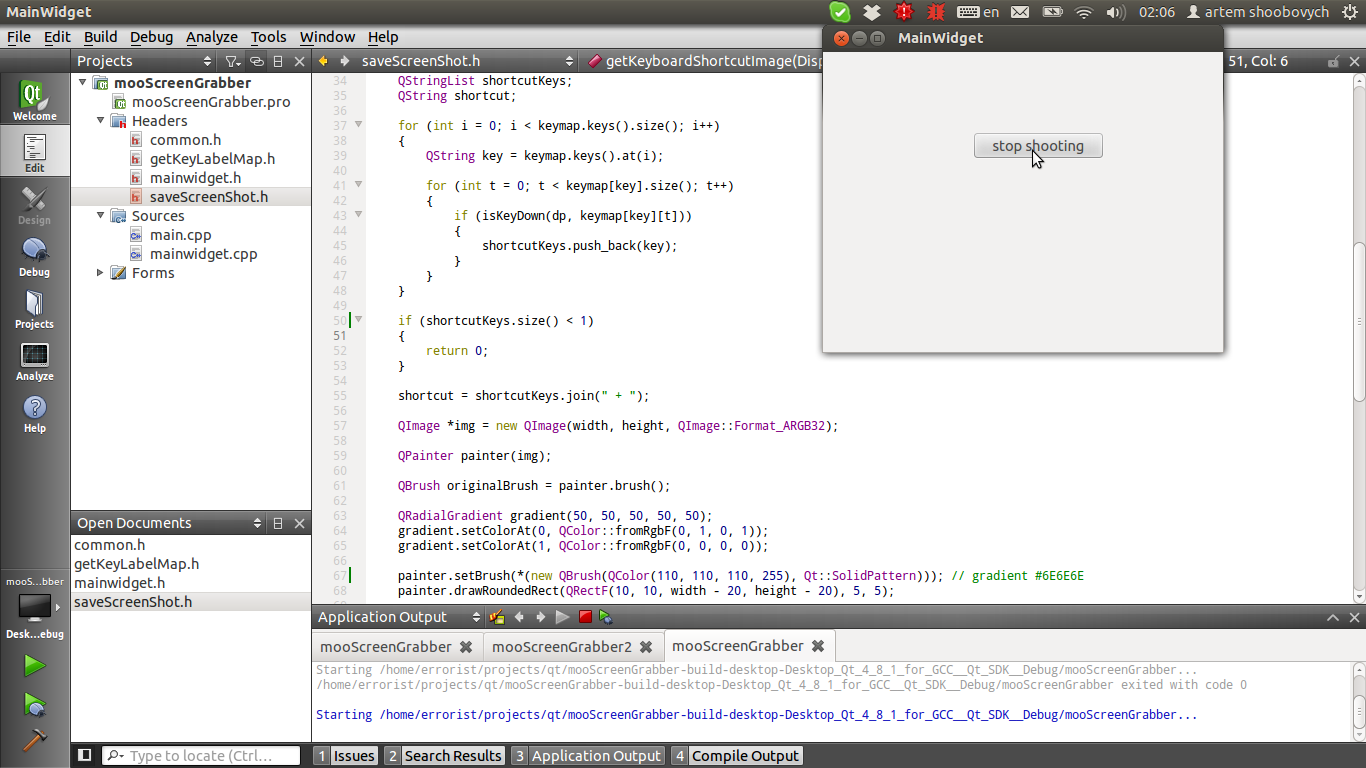 MainWidget
en 02:06 artem shoobovych
File Edit Build Debug Analyze Tools Window Help
MainWidget
stop shooting
Projects
saveScreenShot.h getKeyboardShortcutImage(Disp 51, Col: 6
Welcome
Edit
Design
Debug
Projects
Analyze
Help
mooS...bber
Desk...ebug
mooScreenGrabber
mooScreenGrabber.pro
Headers
common.h
getKeyLabelMap.h
mainwidget.h
saveScreenShot.h
Sources
main.cpp
mainwidget.cpp
Forms
Open Documents
common.h
getKeyLabelMap.h
mainwidget.h
saveScreenShot.h
34 QStringList shortcutKeys;
35 QString shortcut;
36
37 for (int i = 0; i < keymap.keys().size(); i++)
38 {
39 QString key = keymap.keys().at(i);
40
41 for (int t = 0; t < keymap[key].size(); t++)
42 {
43 if (isKeyDown(dp, keymap[key][t]))
44 {
45 shortcutKeys.push_back(key);
46 }
47 }
48 }
49
50 if (shortcutKeys.size() < 1)
51 {
52 return 0;
53 }
54
55 shortcut = shortcutKeys.join(" + ");
56
57 QImage *img = new QImage(width, height, QImage::Format_ARGB32);
58
59 QPainter painter(img);
60
61 QBrush originalBrush = painter.brush();
62
63 QRadialGradient gradient(50, 50, 50, 50, 50);
64 gradient.setColorAt(0, QColor::fromRgbF(0, 1, 0, 1));
65 gradient.setColorAt(1, QColor::fromRgbF(0, 0, 0, 0));
66
67 painter.setBrush(*(new QBrush(QColor(110, 110, 110, 255), Qt::SolidPattern))); // gradient #6E6E6E
68 painter.drawRoundedRect(QRectF(10, 10, width - 20, height - 20), 5, 5);
Application Output
mooScreenGrabber mooScreenGrabber2 mooScreenGrabber
Starting /home/errorist/projects/qt/mooScreenGrabber-build-desktop-Desktop_Qt_4_8_1_for_GCC__Qt_SDK__Debug/mooScreenGrabber...
/home/errorist/projects/qt/mooScreenGrabber-build-desktop-Desktop_Qt_4_8_1_for_GCC__Qt_SDK__Debug/mooScreenGrabber exited with code 0
Starting /home/errorist/projects/qt/mooScreenGrabber-build-desktop-Desktop_Qt_4_8_1_for_GCC__Qt_SDK__Debug/mooScreenGrabber...
Type to locate (Ctrl... 1 Issues 2 Search Results 3 Application Output 4 Compile Output